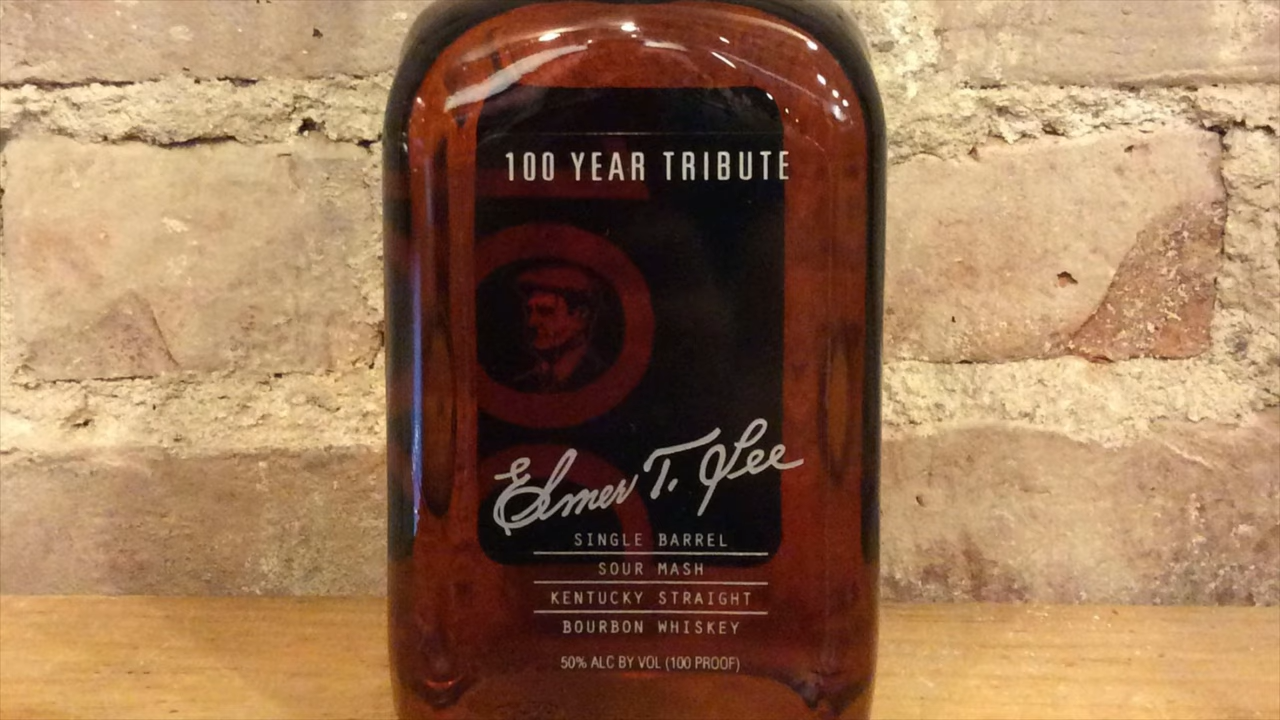 100 YEAR TRIBUTE
Elmer T. Lee
SINGLE BARREL
SOUR MASH
KENTUCKY STRAIGHT
BOURBON WHISKEY
50% ALC BY VOL (100 PROOF)